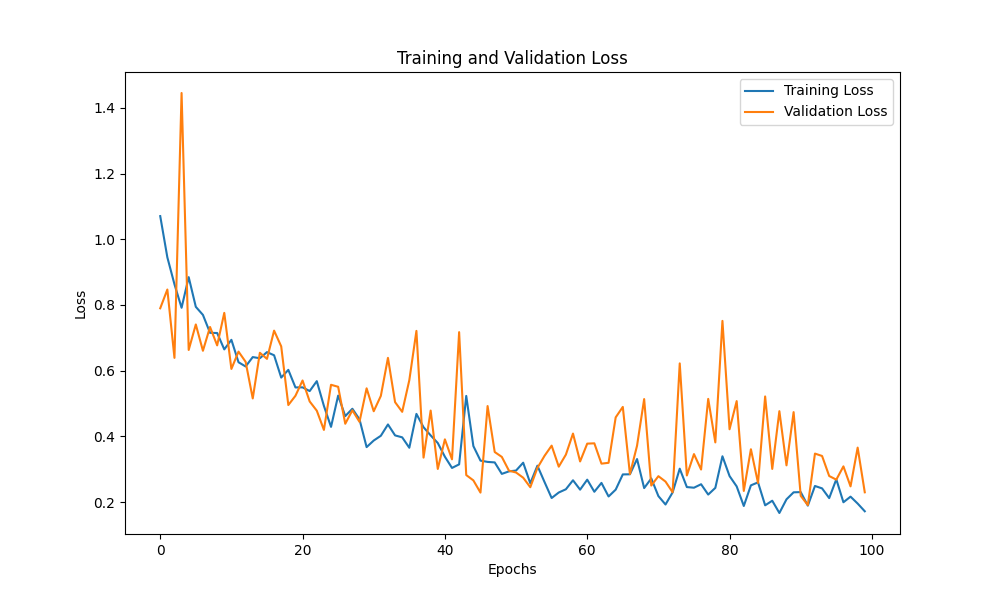 Training and Validation Loss
Training Loss
Validation Loss
1.4
1.2
1.0
0.8
0.6
0.4
0.2
Loss
0 20 40 60 80 100
Epochs